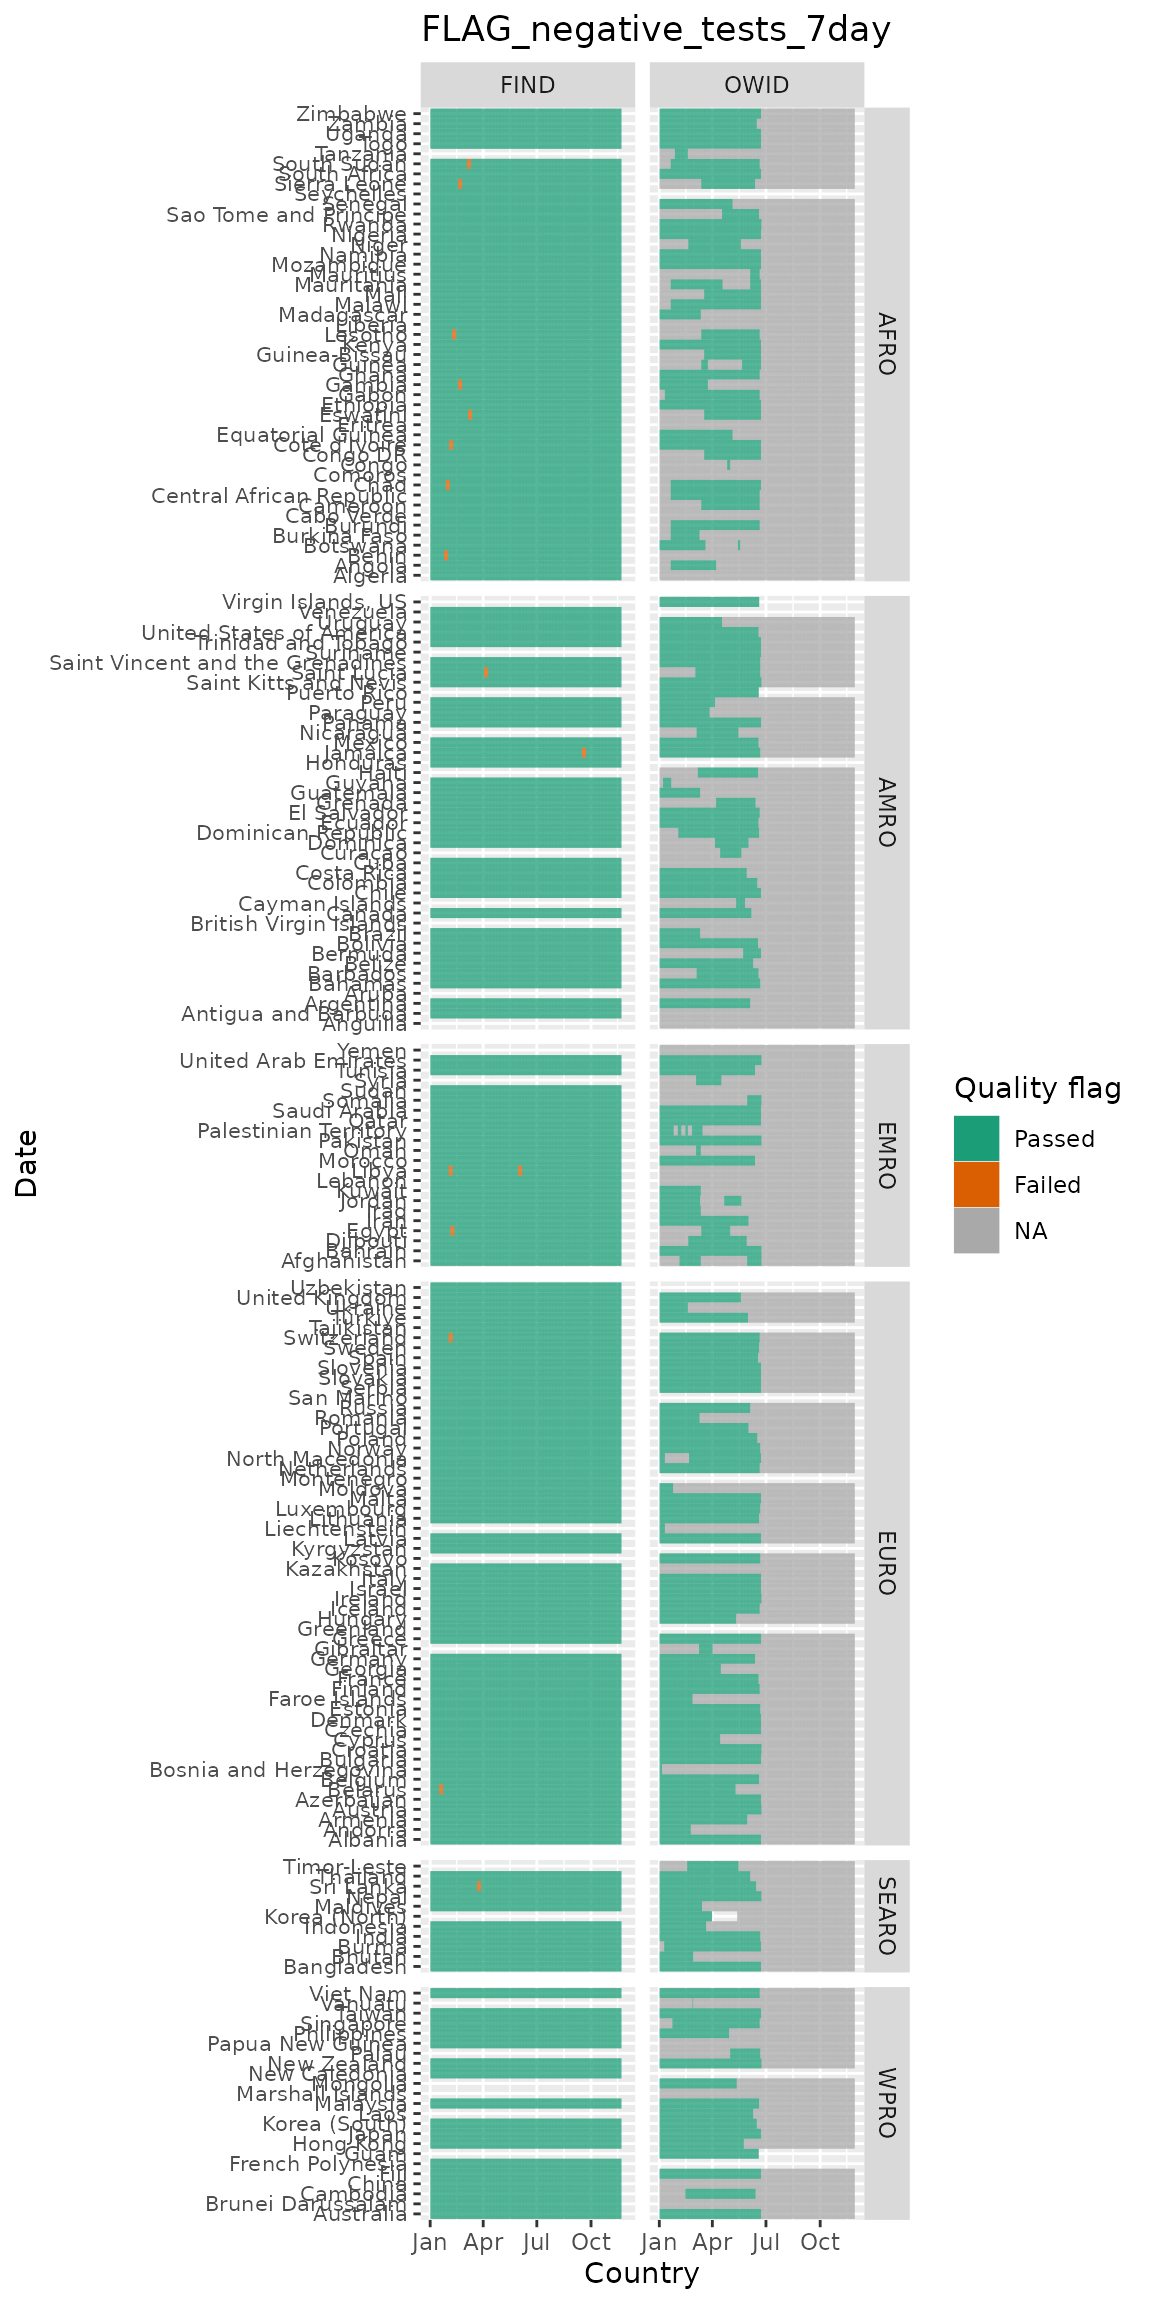 FLAG_negative_tests_7day
FIND
OWID
Zimbabwe
Zambia
Uganda
Togo
Tanzania
South Sudan
South Africa
Sierra Leone
Seychelles
Senegal
Sao Tome and Principe
Rwanda
Nigeria
Niger
Namibia
Mozambique
Mauritius
Mauritania
Mali
Malawi
Madagascar
Liberia
Lesotho
Kenya
Guinea-Bissau
Guinea
Ghana
Gambia
Gabon
Ethiopia
Eswatini
Eritrea
Equatorial Guinea
Cote d'Ivoire
Congo DR
Congo
Comoros
Chad
Central African Republic
Cameroon
Cabo Verde
Burundi
Burkina Faso
Botswana
Benin
Angola
Algeria
AFRO
Virgin Islands, US
Venezuela
Uruguay
United States of America
Trinidad and Tobago
Suriname
Saint Vincent and the Grenadines
Saint Lucia
Saint Kitts and Nevis
Puerto Rico
Peru
Paraguay
Panama
Nicaragua
Mexico
Jamaica
Honduras
Haiti
Guyana
Guatemala
Grenada
El Salvador
Ecuador
Dominican Republic
Dominica
Curaçao
Cuba
Costa Rica
Colombia
Chile
Cayman Islands
Canada
British Virgin Islands
Brazil
Bolivia
Bermuda
Belize
Barbados
Bahamas
Aruba
Argentina
Antigua and Barbuda
Anguilla
AMRO
Yemen
United Arab Emirates
Tunisia
Syria
Sudan
Somalia
Saudi Arabia
Qatar
Palestinian Territory
Pakistan
Oman
Morocco
Libya
Lebanon
Kuwait
Jordan
Iraq
Iran
Egypt
Djibouti
Bahrain
Afghanistan
EMRO
Uzbekistan
United Kingdom
Ukraine
Türkiye
Tajikistan
Switzerland
Sweden
Spain
Slovenia
Slovakia
Serbia
San Marino
Russia
Romania
Portugal
Poland
Norway
North Macedonia
Netherlands
Montenegro
Moldova
Malta
Luxembourg
Lithuania
Liechtenstein
Latvia
Kyrgyzstan
Kosovo
Kazakhstan
Italy
Israel
Ireland
Iceland
Hungary
Greenland
Greece
Gibraltar
Germany
Georgia
France
Finland
Faroe Islands
Estonia
Denmark
Czechia
Cyprus
Croatia
Bulgaria
Bosnia and Herzegovina
Belgium
Belarus
Azerbaijan
Austria
Armenia
Andorra
Albania
EURO
Timor-Leste
Thailand
Sri Lanka
Nepal
Maldives
Korea (North)
Indonesia
India
Burma
Bhutan
Bangladesh
SEARO
Viet Nam
Vanuatu
Taiwan
Singapore
Philippines
Papua New Guinea
Palau
New Zealand
New Caledonia
Mongolia
Marshall Islands
Malaysia
Laos
Korea (South)
Japan
Hong Kong
Guam
French Polynesia
Fiji
China
Cambodia
Brunei Darussalam
Australia
WPRO
Jan Apr Jul Oct
Jan Apr Jul Oct
Country
Date
Quality flag
Passed
Failed
NA